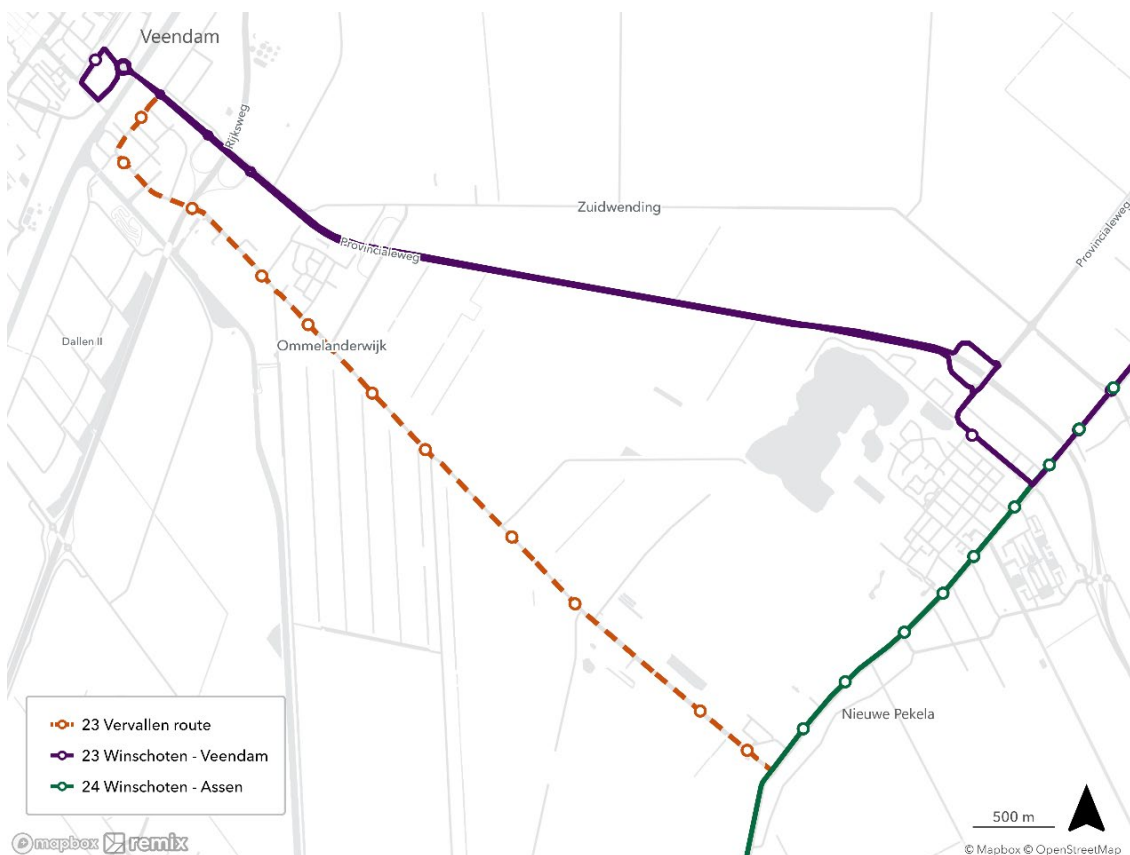 Veendam
Rijksweg
Zuidwending
Provincialeweg
Provincialeweg
Dallen II
Ommelanderwijk
Nieuwe Pekela
23 Vervallen route
23 Winschoten - Veendam
24 Winschoten - Assen
500 m
mapbox remix
© Mapbox © OpenStreetMap